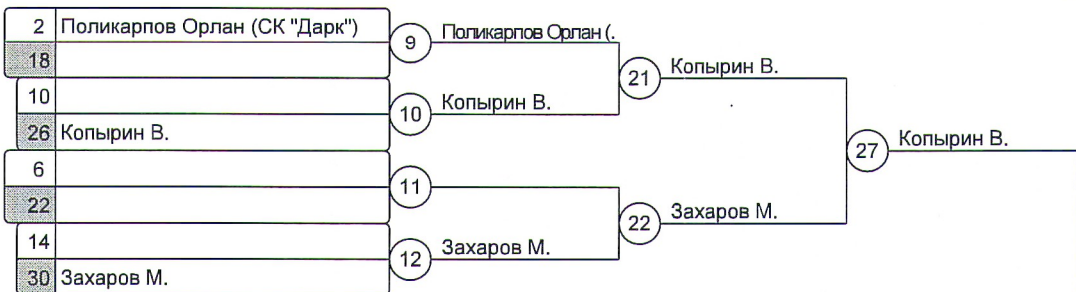 2 Поликарпов Орлан (СК "Дарк")
18
9 Поликарпов Орлан (.
10
26 Копырин В.
10 Копырин В.
21 Копырин В.
6
22
11
14
30 Захаров М.
12 Захаров М.
22 Захаров М.
27 Копырин В.